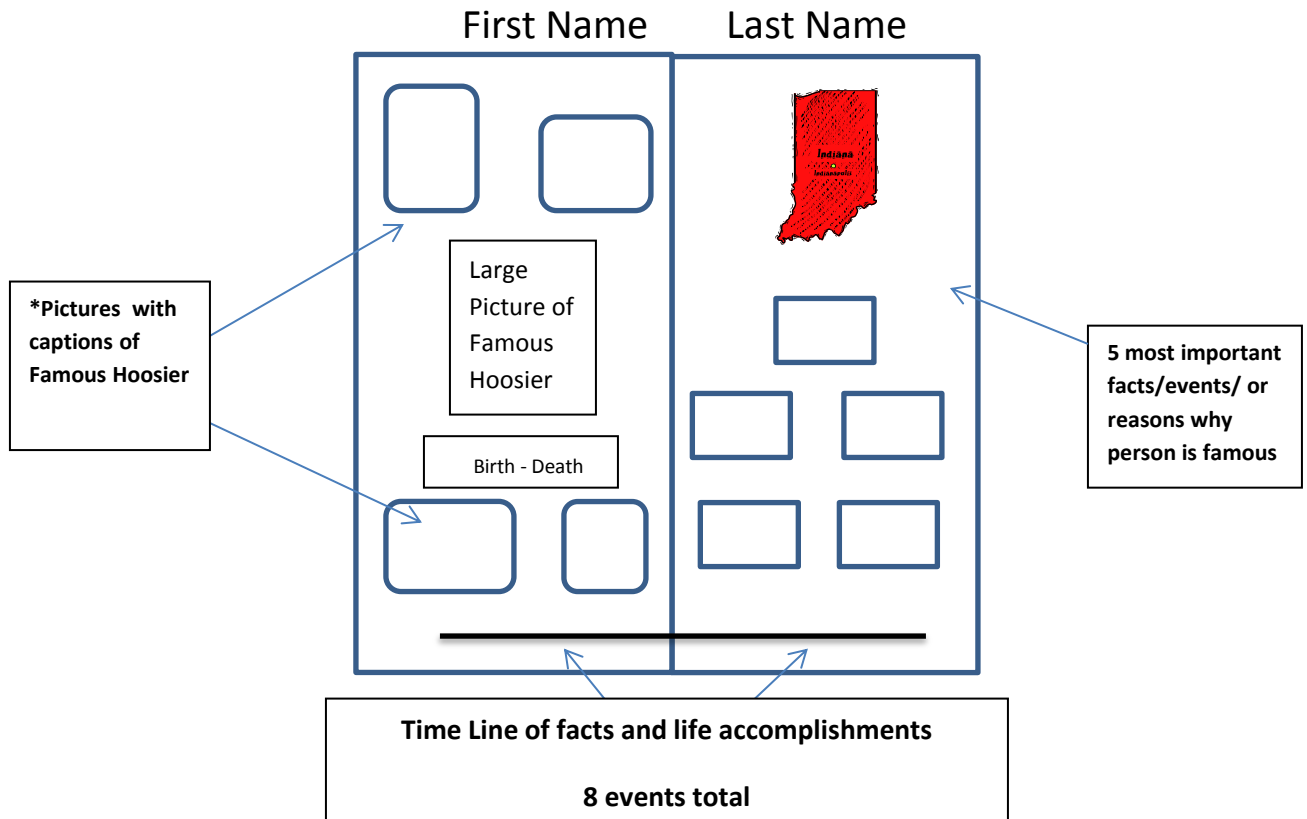 First Name Last Name
Indiana
Indianapolis
Large
Picture of
Famous
Hoosier
*Pictures with
captions of
Famous Hoosier
5 most important
facts/events/ or
reasons why
person is famous
Birth - Death
Time Line of facts and life accomplishments
8 events total